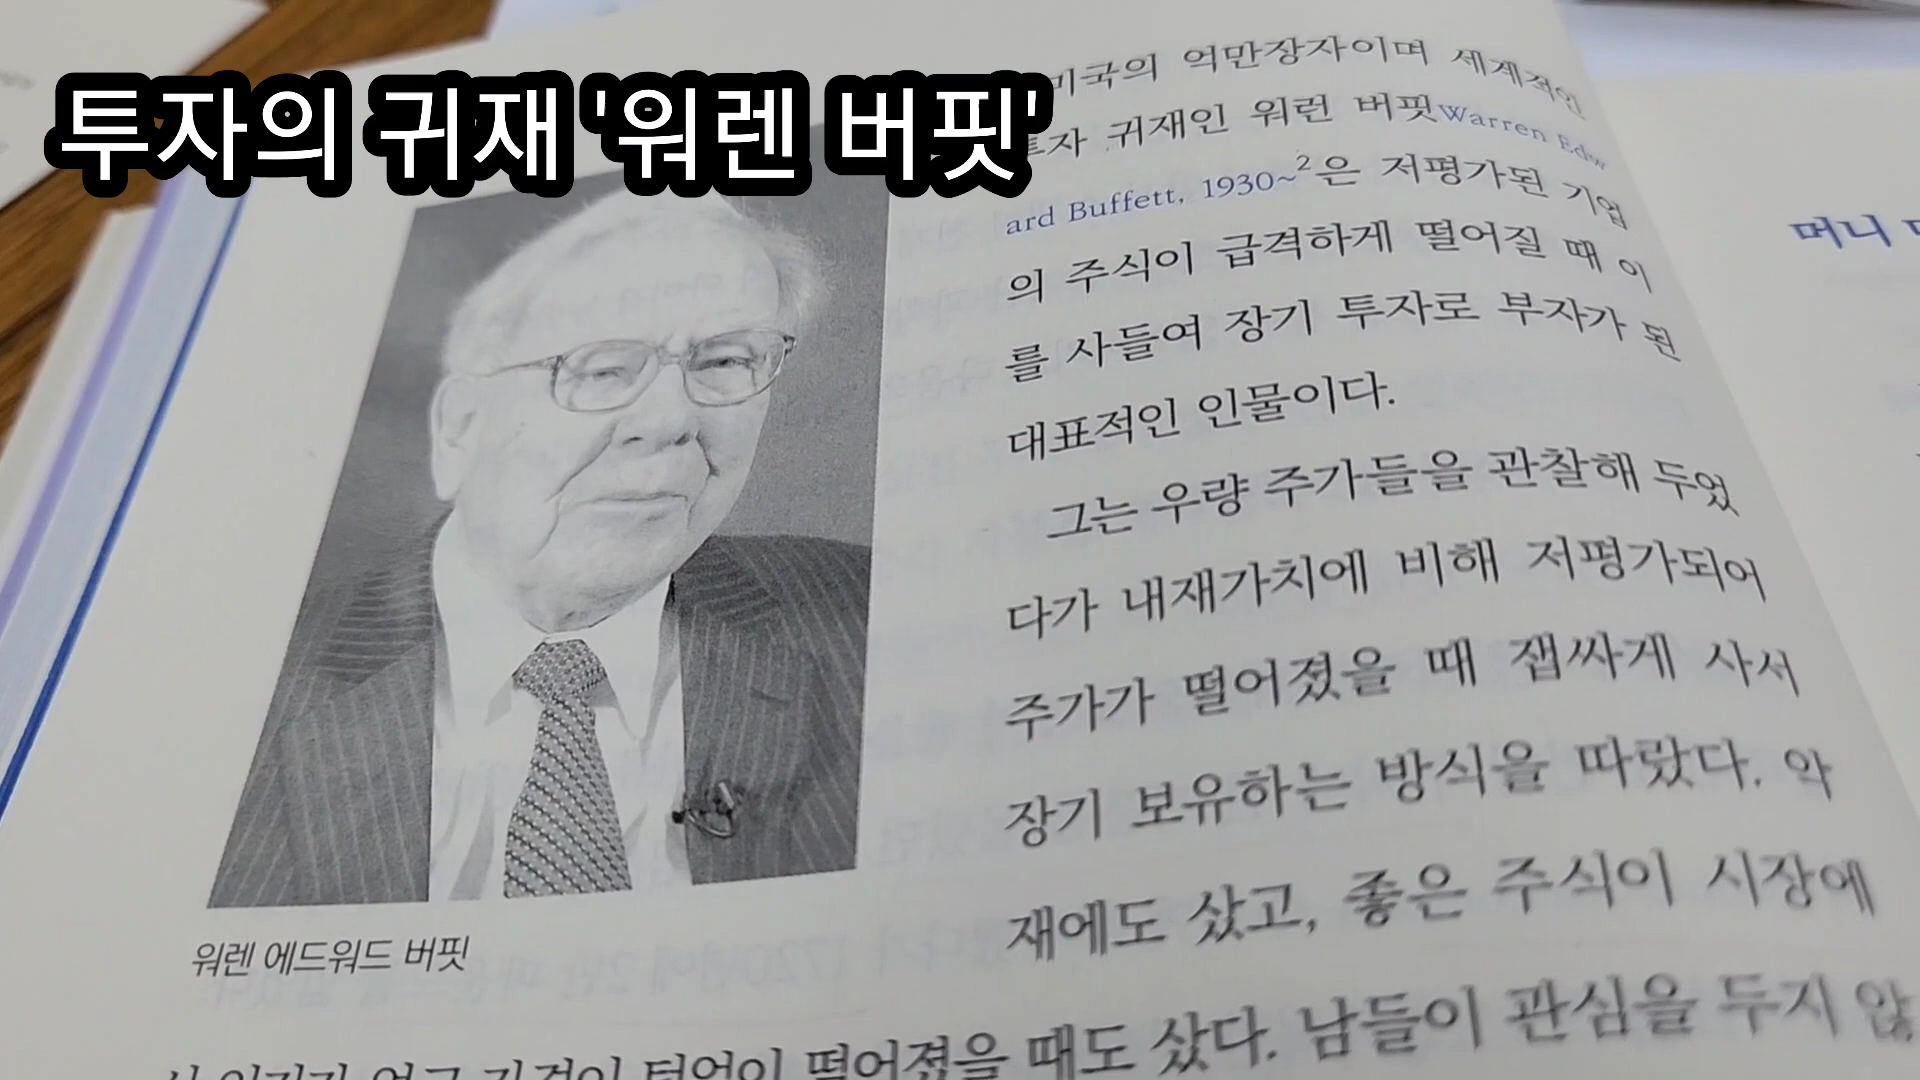 투자의 귀재 '워렌 버핏'
미국의 억만장자이며 세계적인
투자 귀재인 워런 버핏Warren Edw
ard Buffett, 1930~2은 저평가된 기업
의 주식이 급격하게 떨어질 때 이
를 사들여 장기 투자로 부자가 된
대표적인 인물이다.
그는 우량 주가들을 관찰해 두었
다가 내재가치에 비해 저평가되어
주가가 떨어졌을 때 잽싸게 사서
장기 보유하는 방식을 따랐다. 악
재에도 샀고, 좋은 주식이 시장에
떨어졌을 때도 샀다. 남들이 관심을 두지 않
워렌 에드워드 버핏
머니